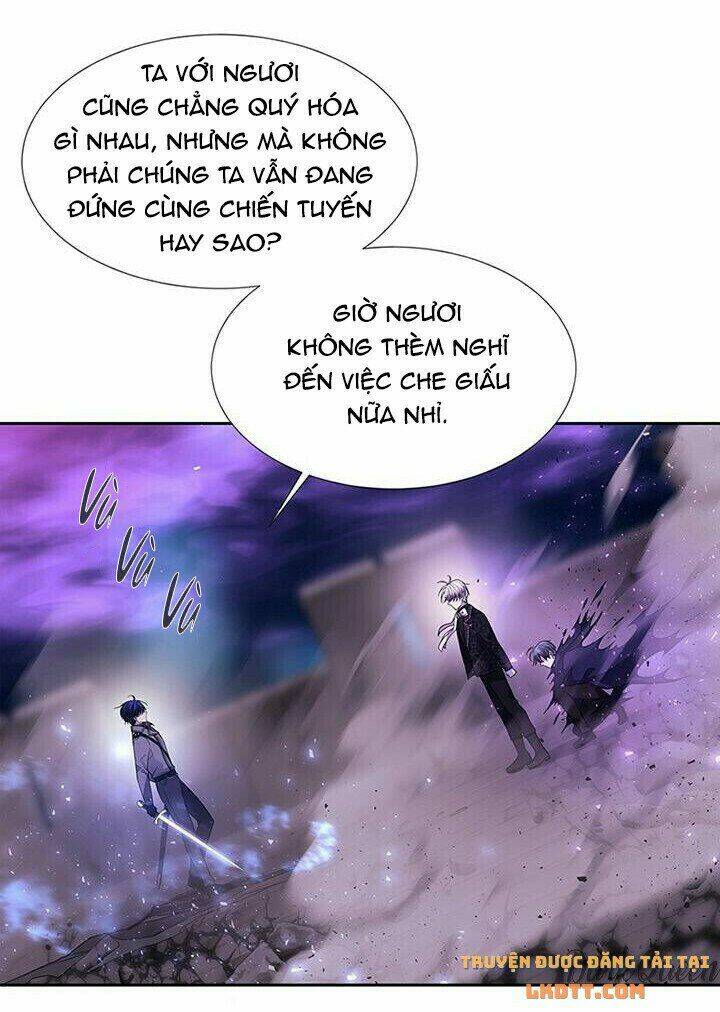 TA VỚI NGƯƠI
CŨNG CHẲNG QUÝ HÓA
GÌ NHAU, NHƯNG MÀ KHÔNG
PHẢI CHÚNG TA VẪN ĐANG
ĐỨNG CÙNG CHIẾN TUYẾN
HAY SAO?
GIỜ NGƯƠI
KHÔNG THÈM NGHĨ
ĐẾN VIỆC CHE GIẤU
NỮA NHỈ.
Vù
Vù
Vù
TRUYỆN ĐƯỢC ĐĂNG TẢI TẠI
LKDTT.COM